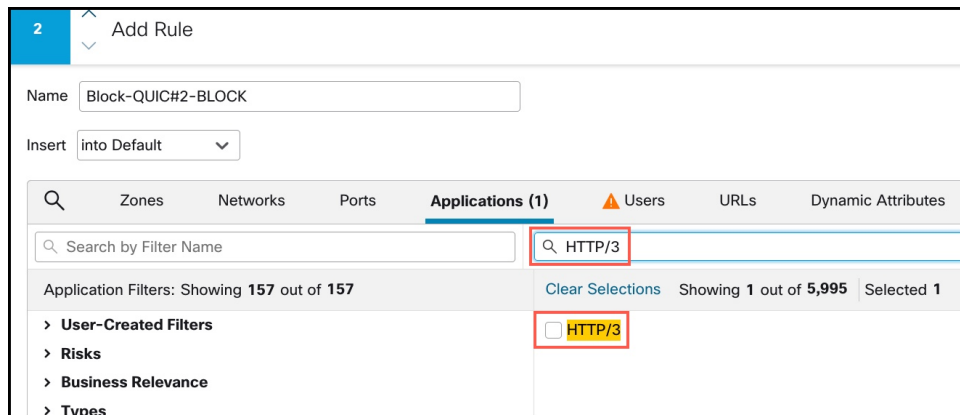 2
Add Rule
Name Block-QUIC#2-BLOCK
Insert into Default
Zones Networks Ports Applications (1) Users URLs Dynamic Attributes
Search by Filter Name HTTP/3
Application Filters: Showing 157 out of 157 Clear Selections Showing 1 out of 5,995 Selected 1
User-Created Filters HTTP/3
Risks
Business Relevance
Types